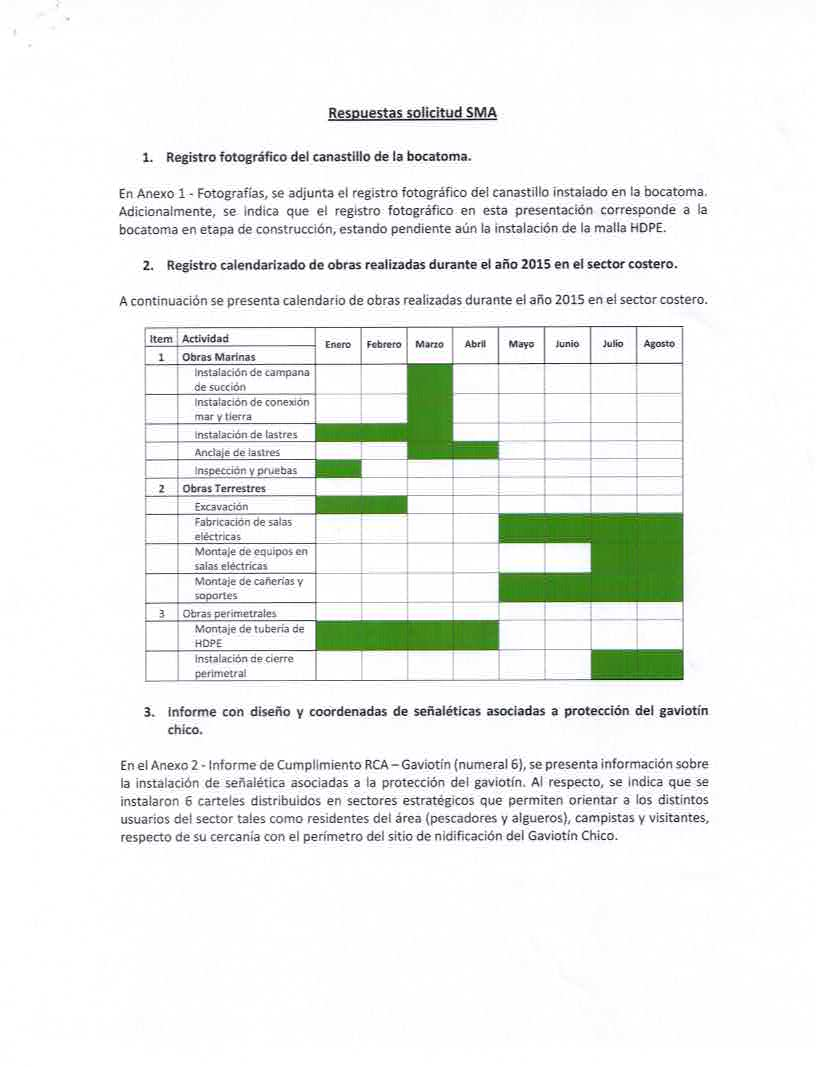 Respuestas solicitud SMA
1. Registro fotográfico del canastillo de la bocatoma.
En Anexo 1 - Fotografías, se adjunta el registro fotográfico del canastillo instalado en la bocatoma.
Adicionalmente, se indica que el registro fotográfico en esta presentación corresponde a la
bocatoma en etapa de construcción, estando pendiente aún la instalación de la malla HDPE.
2. Registro calendarizado de obras realizadas durante el año 2015 en el sector costero.
A continuación se presenta calendario de obras realizadas durante el año 2015 en el sector costero.
Item Actividad Enero Febrero Marzo Abril Mayo Junio Julio Agosto
1 Obras Marinas
Instalación de campana
de succión
Instalación de conexión
mar y tierra
Instalación de lastres
Anclaje de lastres
Inspección y pruebas
2 Obras Terrestres
Excavación
Fabricación de salas
eléctricas
Montaje de equipos en
salas eléctricas
Montaje de cañerías y
soportes
3 Obras perimetrales
Montaje de tubería de
HDPE
Instalación de cierre
perimetral
3. Informe con diseño y coordenadas de señaléticas asociadas a protección del gaviotín
chico.
En el Anexo 2 - Informe de Cumplimiento RCA – Gaviotín (numeral 6), se presenta información sobre
la instalación de señalética asociadas a la protección del gaviotín. Al respecto, se indica que se
instalaron 6 carteles distribuidos en sectores estratégicos que permiten orientar a los distintos
usuarios del sector tales como residentes del área (pescadores y algueros), campistas y visitantes,
respecto de su cercanía con el perímetro del sitio de nidificación del Gaviotín Chico.